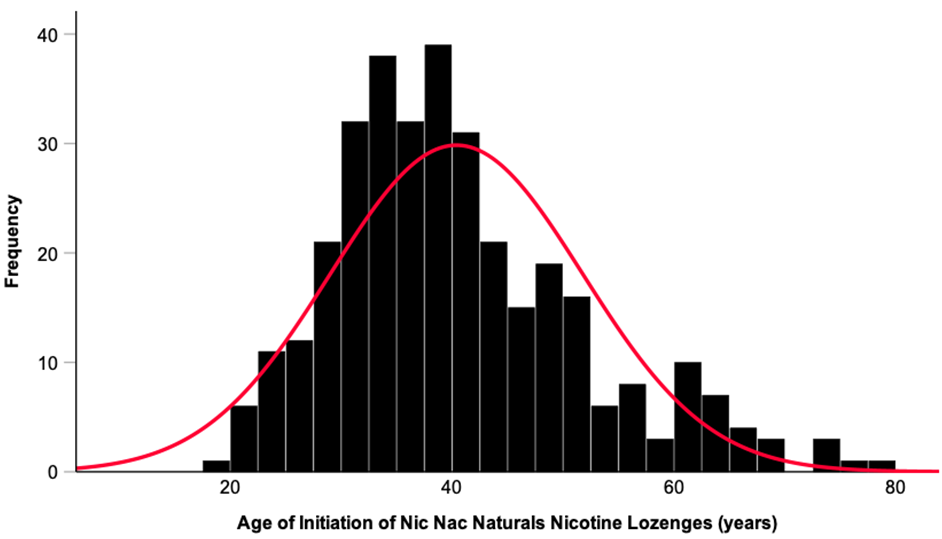 40
30
20
10
0
Frequency
20 40 60 80
Age of Initiation of Nic Nac Naturals Nicotine Lozenges (years)